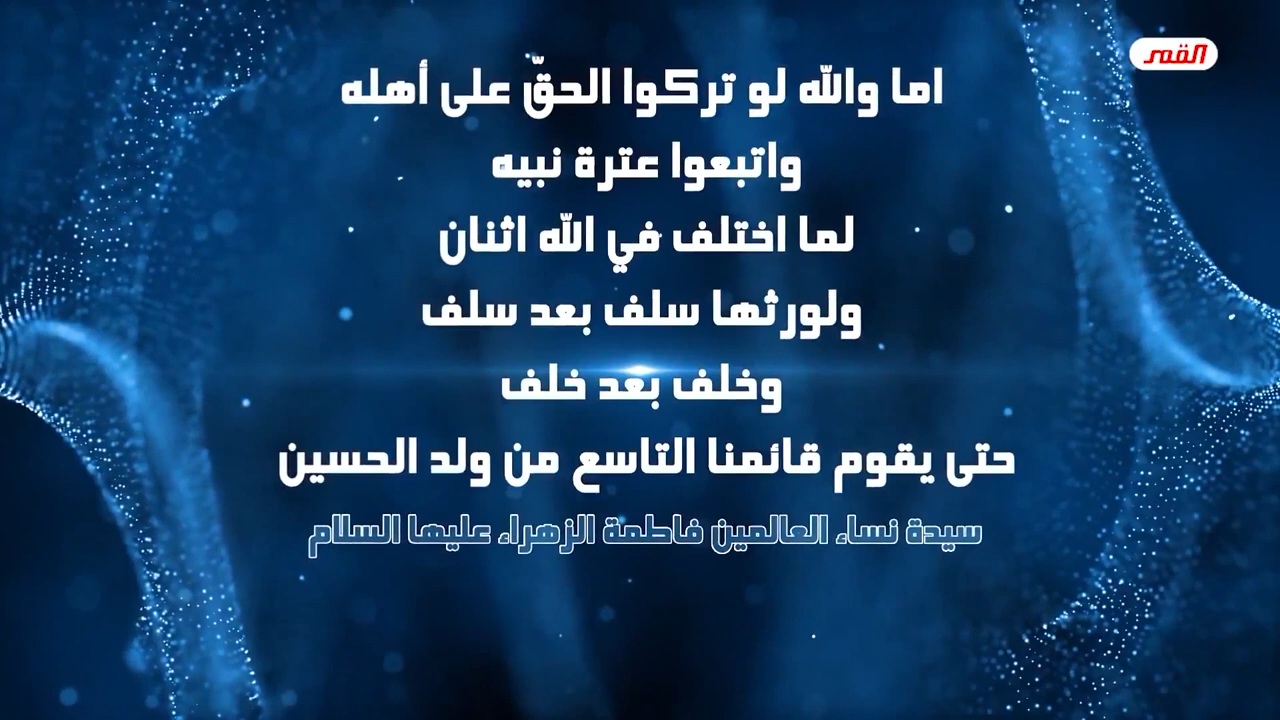 القمر
اما والله لو تركوا الحقّ على أهله
واتبعوا عترة نبيه
لما اختلف في الله اثنان
ولورثها سلف بعد سلف
وخلف بعد خلف
حتى يقوم قائمنا التاسع من ولد الحسين
سيدة نساء العالمين فاطمة الزهراء عليها السلام